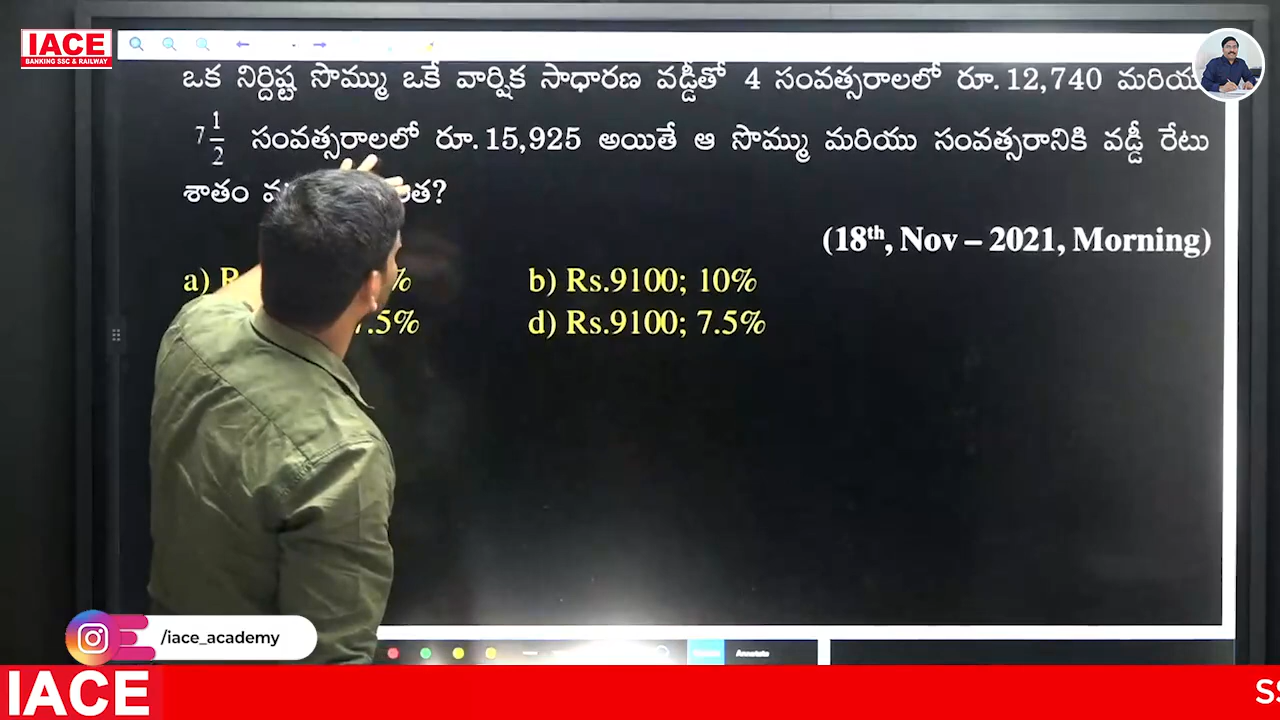 IACE
BANKING SSC & RAILWAY
ఒక నిర్దిష్ట సొమ్ము ఒకే వార్షిక సాధారణ వడ్డీతో 4 సంవత్సరాలలో రూ.12,740 మరియు
7 1/2 సంవత్సరాలలో రూ.15,925 అయితే ఆ సొమ్ము మరియు సంవత్సరానికి వడ్డీ రేటు
శాతం
(18th, Nov – 2021, Morning)
a) b) Rs.9100; 10%
7.5% d) Rs.9100; 7.5%
/iace_academy
IACE